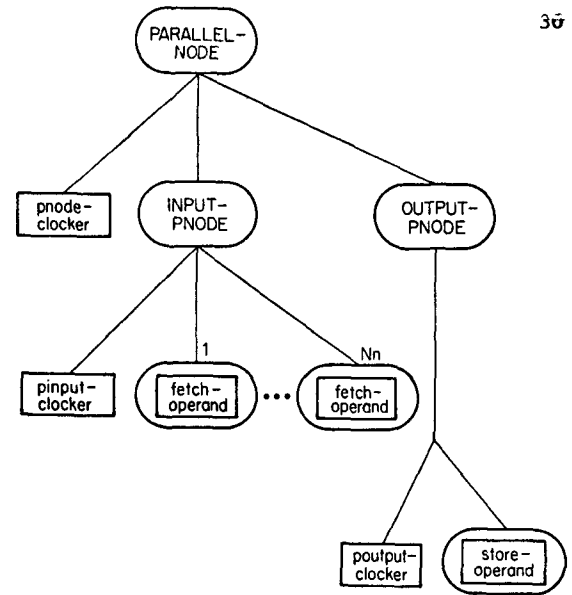 PARALLEL-
NODE
pnode-
clocker
INPUT-
PNODE
OUTPUT-
PNODE
1
Nn
pinput-
clocker
fetch-
operand
•••
fetch-
operand
poutput-
clocker
store-
operand